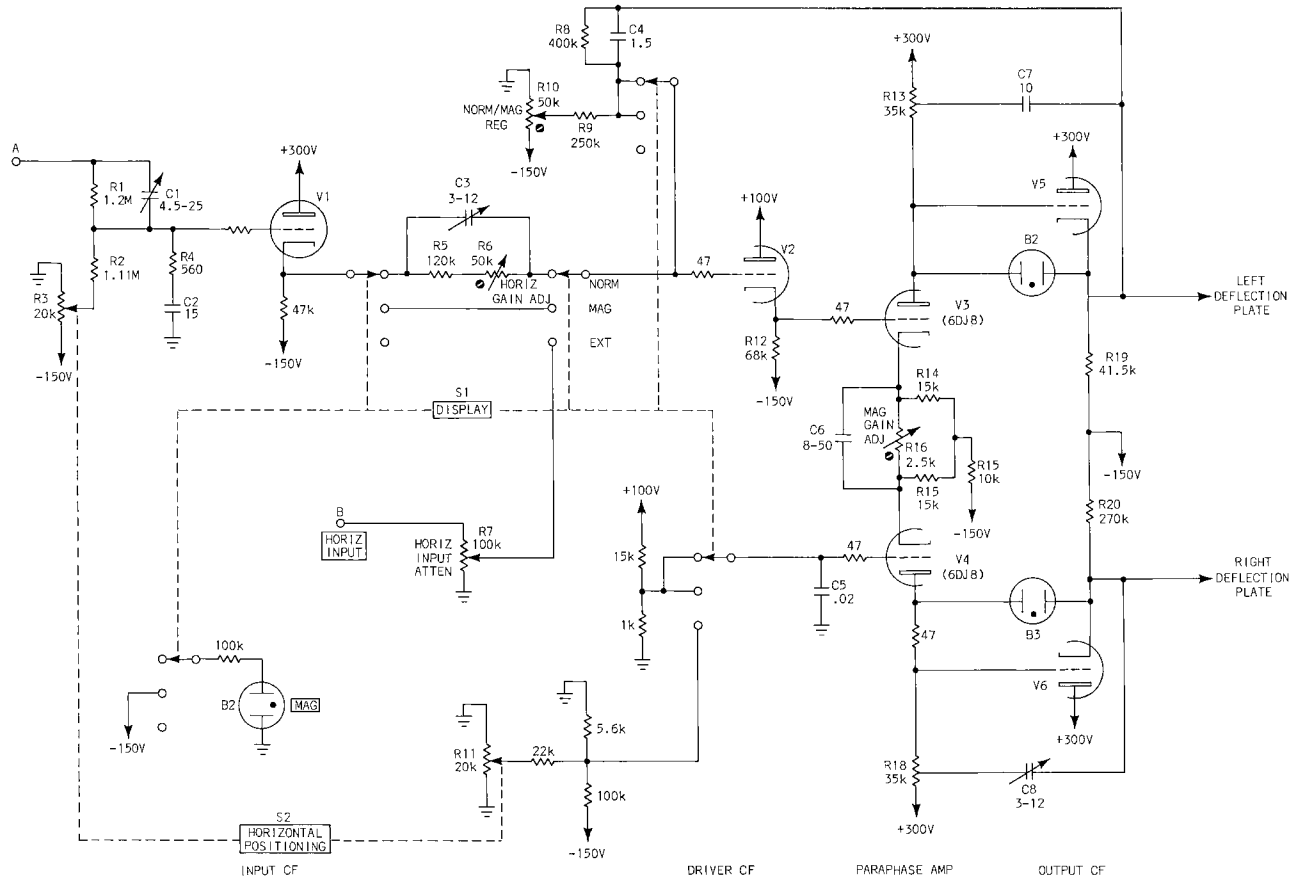 R8
400k
C4
1.5
+300V
C7
10
R13
35k
R10
50k
NORM/MAG
REG
R9
250k
-150V
A
R1
1.2M
C1
4.5-25
+300V
V1
C3
3-12
R5
120k
R6
50k
HORIZ
GAIN ADJ
NORM
MAG
EXT
+100V
V2
47
+300V
V5
B2
LEFT
DEFLECTION
PLATE
R2
1.11M
R4
560
C2
15
R3
20k
-150V
47k
-150V
R12
68k
-150V
47
V3
(6DJ8)
R14
15k
R19
41.5k
MAG
GAIN
ADJ
C6
8-50
R16
2.5k
R15
15k
R15
10k
-150V
-150V
R20
270k
S1
DISPLAY
B
HORIZ
INPUT
HORIZ
INPUT
ATTEN
R7
100k
+100V
15k
1k
47
C5
.02
V4
(6DJ8)
RIGHT
DEFLECTION
PLATE
B3
47
V6
+300V
100k
B2
MAG
-150V
R11
20k
22k
5.6k
100k
-150V
R18
35k
C8
3-12
+300V
S2
HORIZONTAL
POSITIONING
INPUT CF
DRIVER CF
PARAPHASE AMP
OUTPUT CF